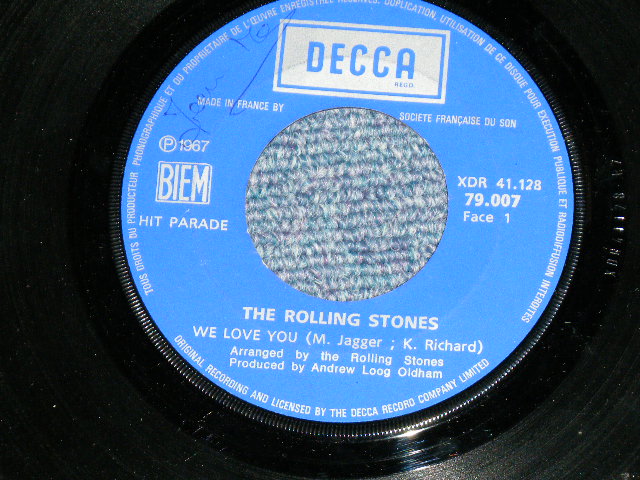 DECCA
REGD.
MADE IN FRANCE BY
SOCIÉTÉ FRANÇAISE DU SON
Ⓟ 1967
BIEM
HIT PARADE
XDR 41.128
79.007
Face 1
THE ROLLING STONES
WE LOVE YOU (M. Jagger ; K. Richard)
Arranged by the Rolling Stones
Produced by Andrew Loog Oldham
TOUS DROITS DU PRODUCTEUR PHONOGRAPHIQUE ET DU PROPRIÉTAIRE DE L'ŒUVRE ENREGISTRÉE RÉSERVÉS. DUPLICATION, UTILISATION DE CE DISQUE POUR EXÉCUTION PUBLIQUE ET RADIODIFFUSION INTERDITES
ORIGINAL RECORDING AND LICENSED BY THE DECCA RECORD COMPANY LIMITED